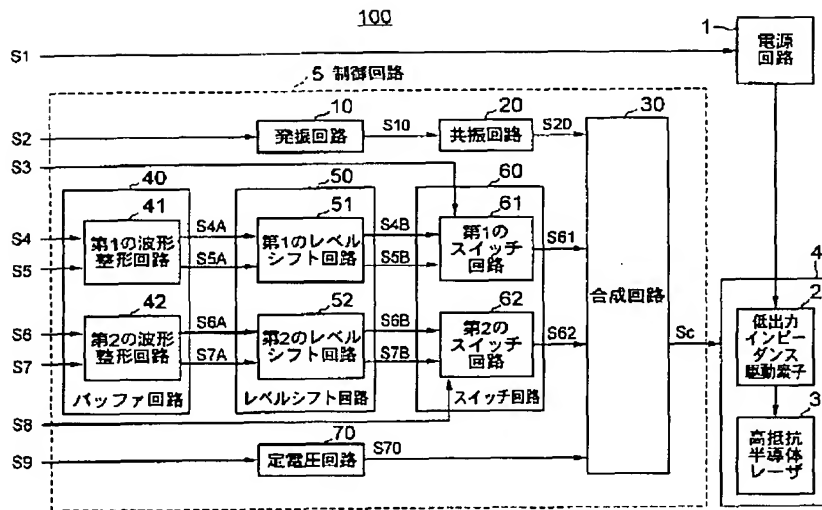 100
1
電源
回路
S1
5 制御回路
10
20
30
S2
発振回路
S10
共振回路
S20
S3
40
50
60
41
51
61
S4
第1の波形
整形回路
S4A
第1のレベル
シフト回路
S4B
第1の
スイッチ
回路
S61
S5
S5A
S5B
合成回路
4
42
52
62
2
S6
第2の波形
整形回路
S6A
第2のレベル
シフト回路
S6B
第2の
スイッチ
回路
S62
Sc
低出力
インピー
ダンス
駆動素子
S7
S7A
S7B
バッファ回路
レベルシフト回路
スイッチ回路
3
S8
70
高抵抗
半導体
レーザ
S9
定電圧回路
S70